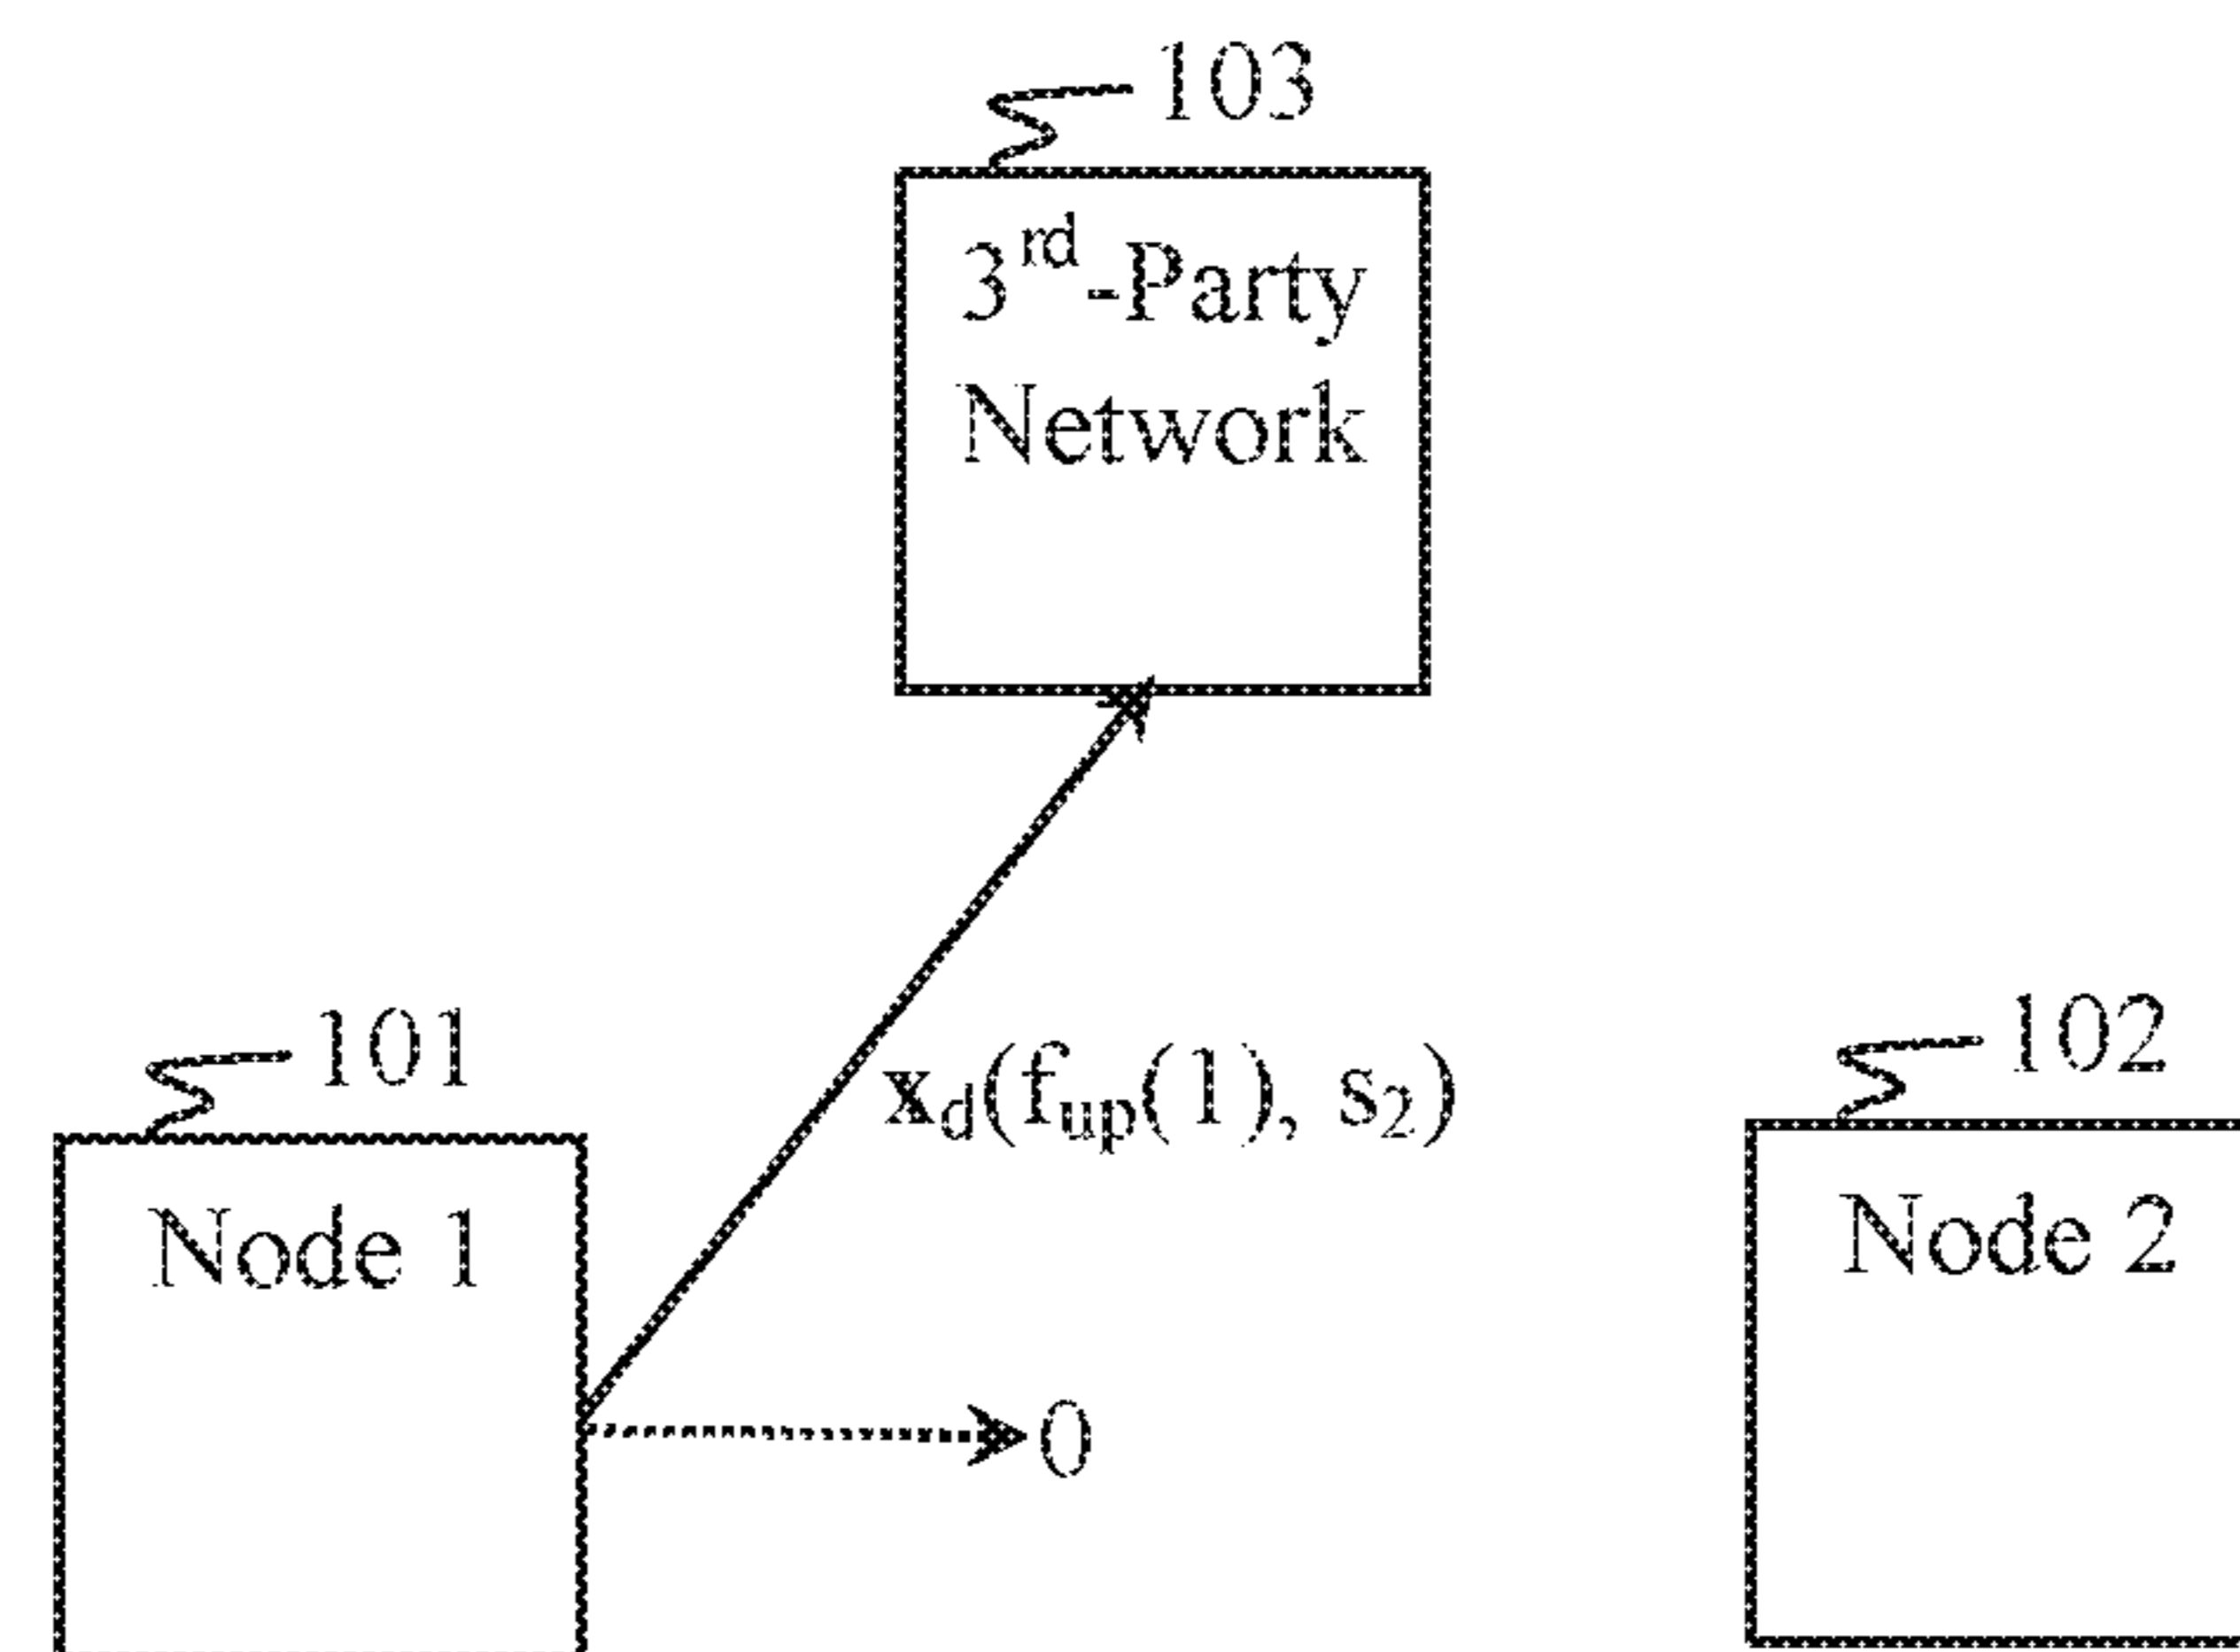 103
3rd-Party
Network
101
102
xd(fup(1), s2)
Node 1
Node 2
0